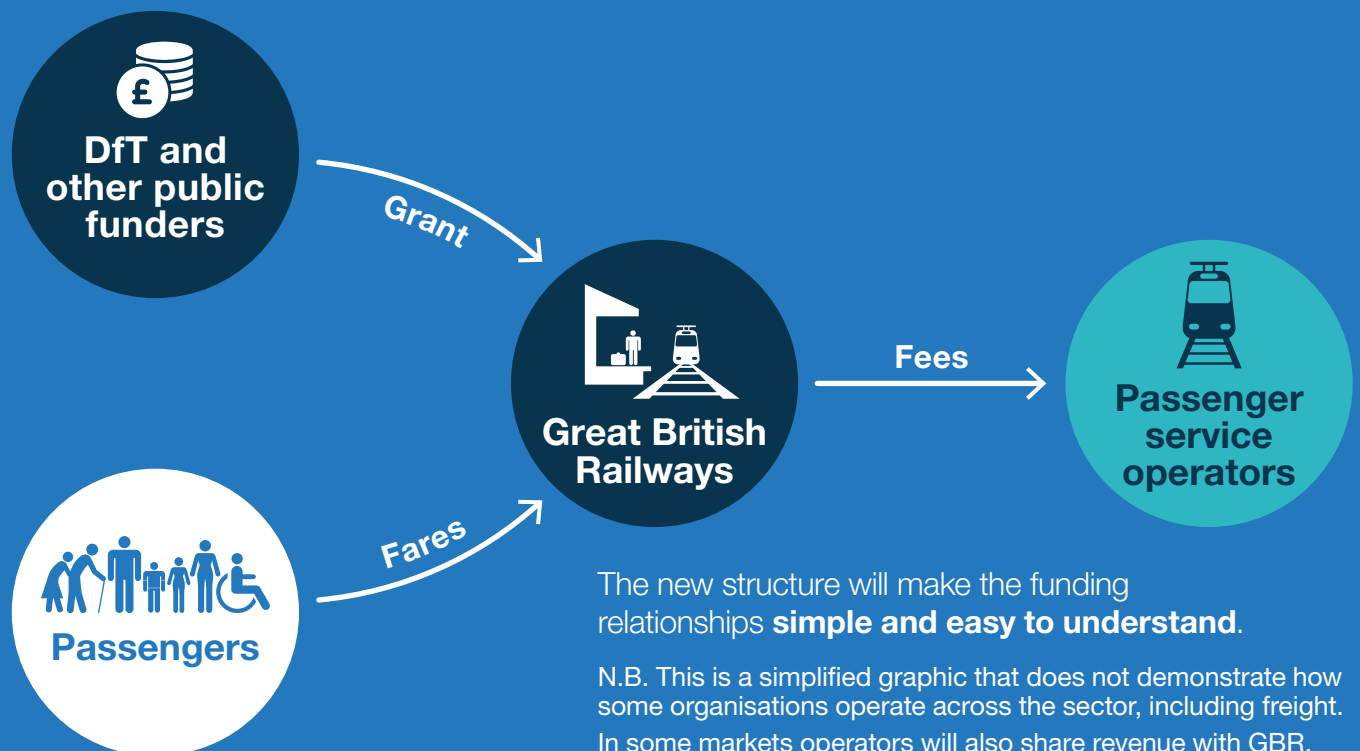 £
DfT and
other public
funders
Grant
Great British
Railways
Fees
Passenger
service
operators
Fares
Passengers
The new structure will make the funding
relationships simple and easy to understand.
N.B. This is a simplified graphic that does not demonstrate how
some organisations operate across the sector, including freight.
In some markets operators will also share revenue with GBR.